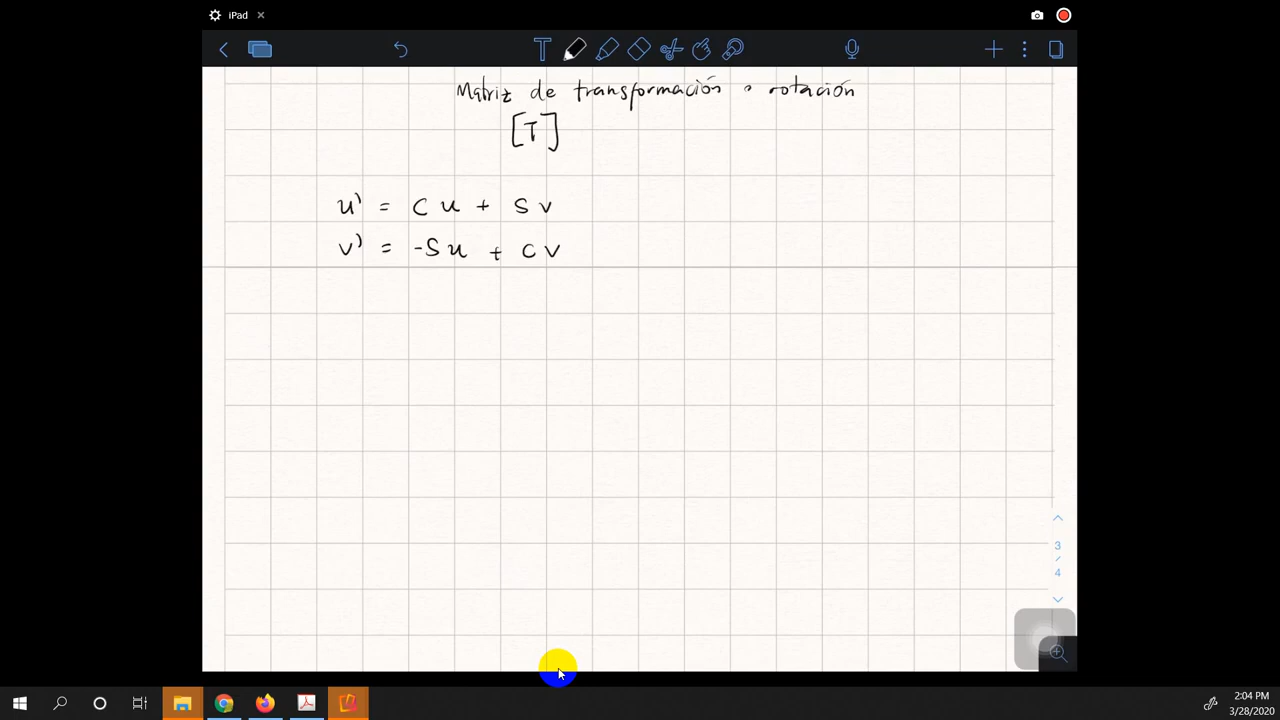 iPad
Matriz de transformación o rotación
[T]
u' = C u + S v
v' = -S u + C v
3
/
4
2:04 PM
3/28/2020